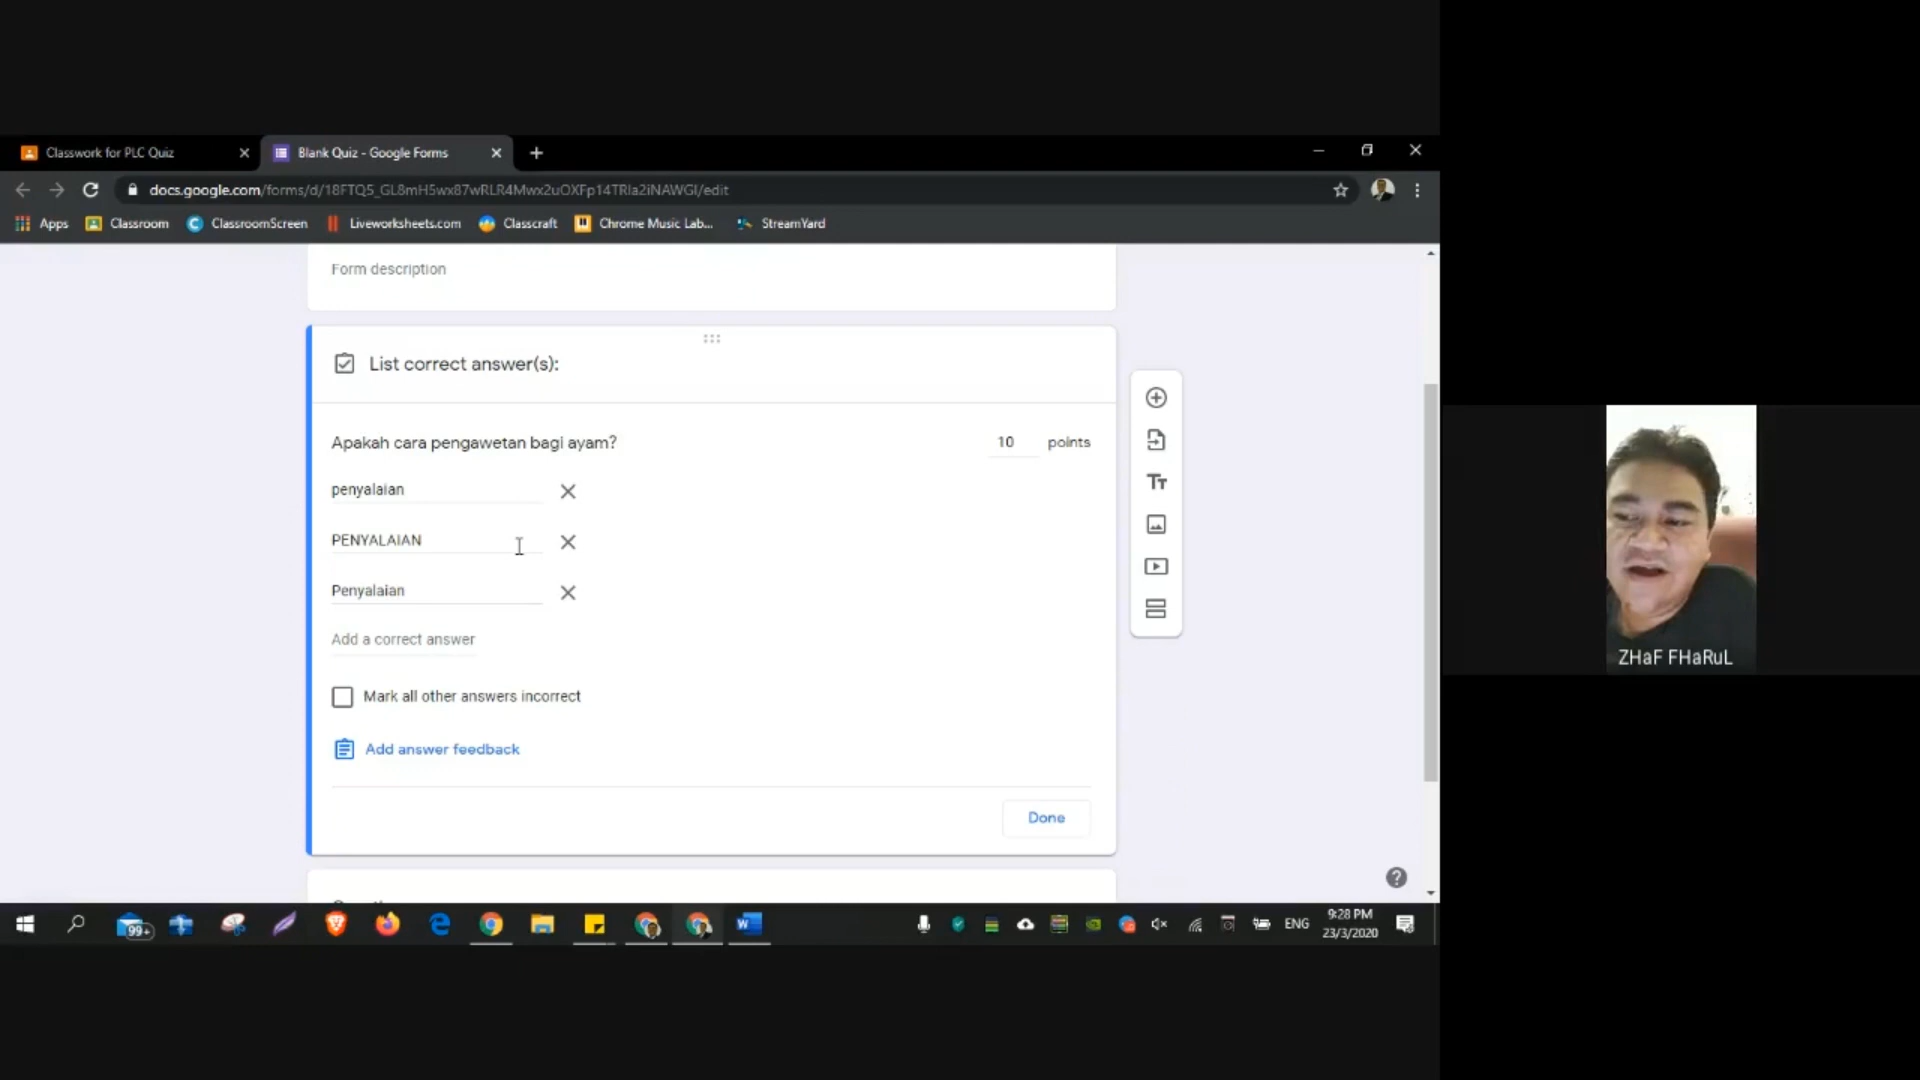 Classwork for PLC Quiz
Blank Quiz - Google Forms
docs.google.com/forms/d/18FTQ5_GL8mH5wx87wRLR4Mwx2uOXFp14TRla2iNAWGI/edit
Apps
Classroom
ClassroomScreen
Liveworksheets.com
Classcraft
Chrome Music Lab...
StreamYard
Form description
List correct answer(s):
Apakah cara pengawetan bagi ayam?
10 points
penyalaian
PENYALAIAN
Penyalaian
Add a correct answer
Mark all other answers incorrect
Add answer feedback
Done
ZHaF FHaRuL
99+
ENG
9:28 PM
23/3/2020